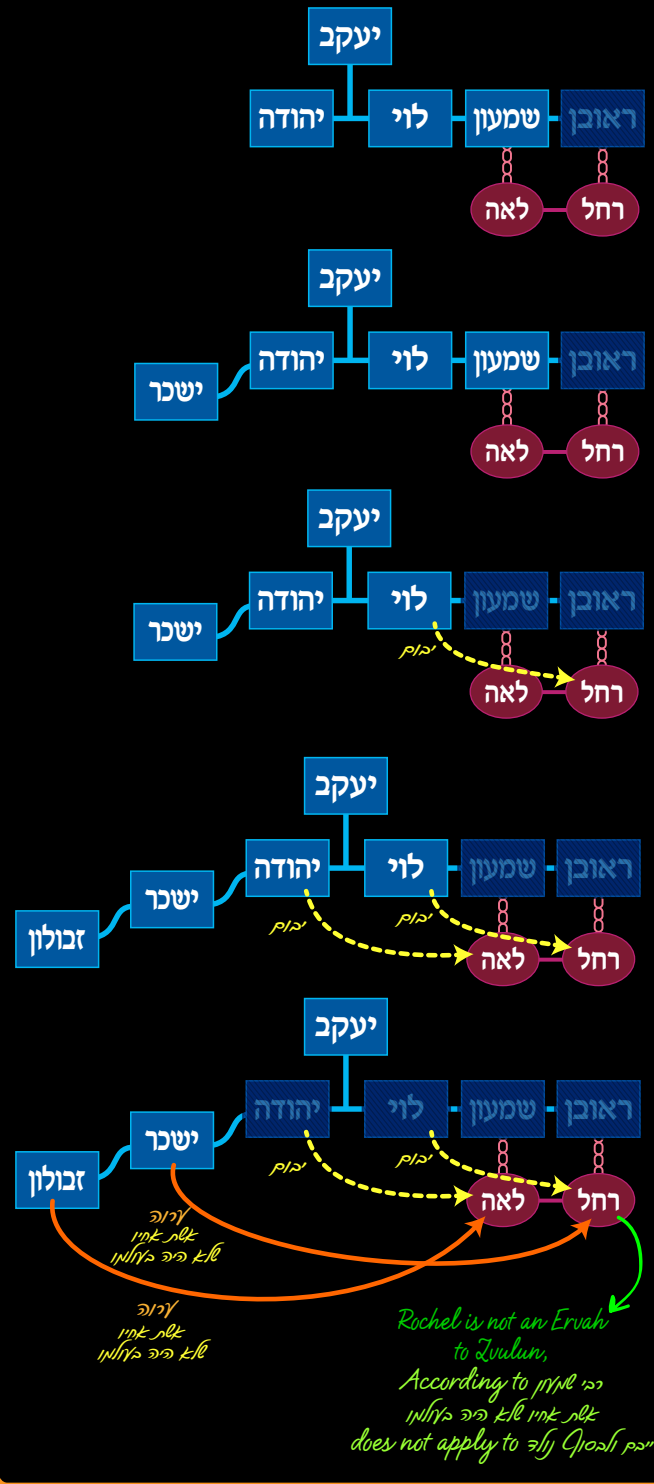 יעקב
יהודה לוי שמעון ראובן
לאה רחל
יעקב
יהודה לוי שמעון ראובן
ישכר
לאה רחל
יעקב
יהודה לוי שמעון ראובן
ישכר
יבום
לאה רחל
יעקב
יהודה לוי שמעון ראובן
ישכר
זבולון
יבום יבום
לאה רחל
יעקב
יהודה לוי שמעון ראובן
ישכר
זבולון
יבום יבום
לאה רחל
ערוה
אשת אחיו
שלא היה בעולמו
ערוה
אשת אחיו
שלא היה בעולמו
Rochel is not an Ervah
to Zvulun,
According to רבי שמעון
אשת אחיו שלא היה בעולמו
does not apply to ייבם ולבסוף נולד